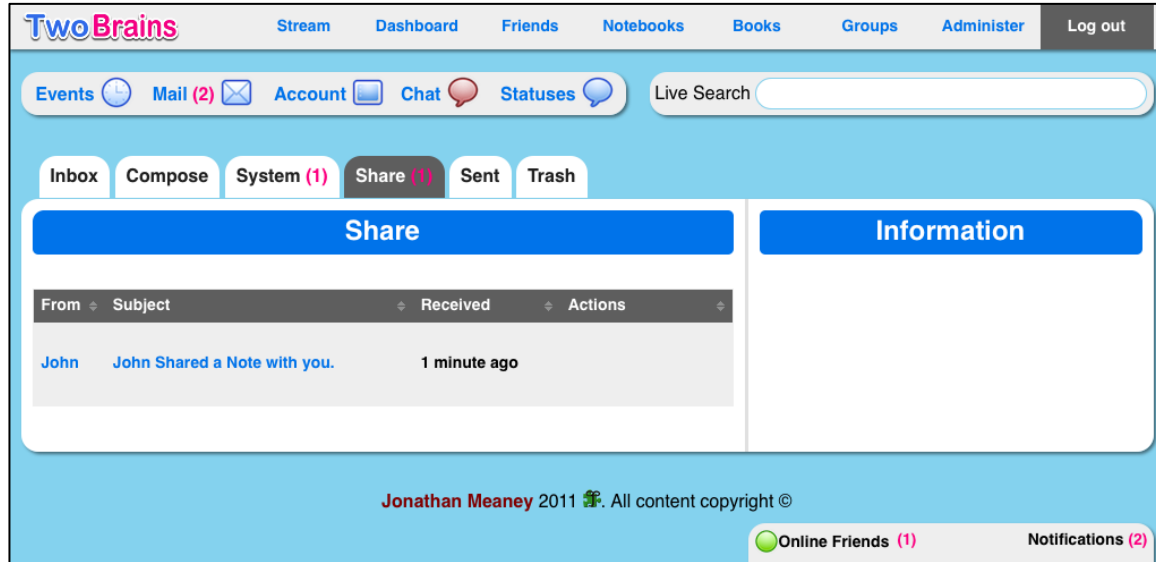 TwoBrains Stream Dashboard Friends Notebooks Books Groups Administer Log out
Events Mail (2) Account Chat Statuses Live Search
Inbox Compose System (1) Share (1) Sent Trash
Share Information
From Subject Received Actions
John John Shared a Note with you. 1 minute ago
Jonathan Meaney 2011 . All content copyright ©
Online Friends (1) Notifications (2)